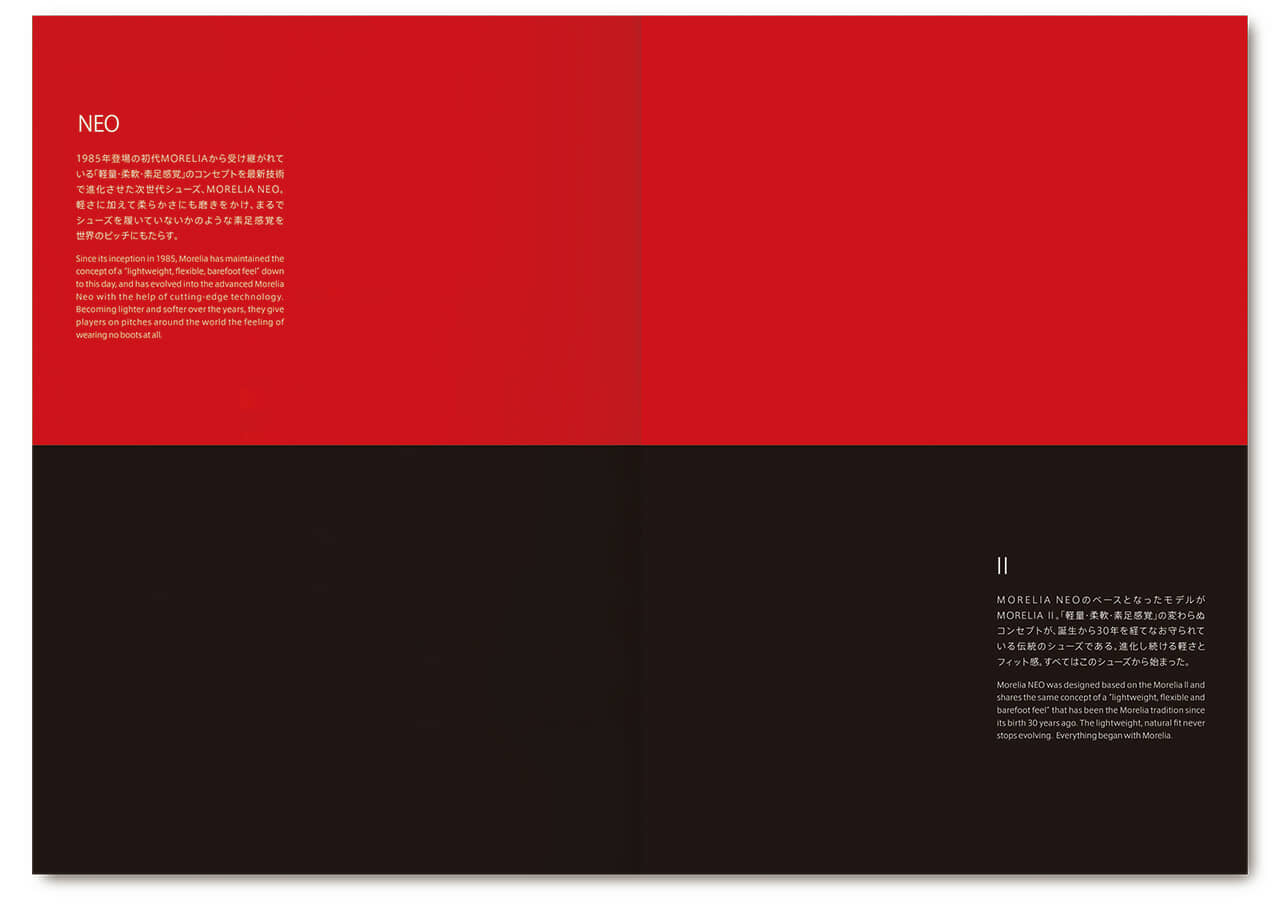 NEO
1985年登場の初代MORELIAから受け継がれて
いる「軽量・柔軟・素足感覚」のコンセプトを最新技術
で進化させた次世代シューズ、MORELIA NEO。
軽さに加えて柔らかさにも磨きをかけ、まるで
シューズを履いていないかのような素足感覚を
世界のピッチにもたらす。
Since its inception in 1985, Morelia has maintained the
concept of a "lightweight, flexible, barefoot feel" down
to this day, and has evolved into the advanced Morelia
Neo with the help of cutting-edge technology.
Becoming lighter and softer over the years, they give
players on pitches around the world the feeling of
wearing no boots at all.
II
MORELIA NEOのベースとなったモデルが
MORELIA II。「軽量・柔軟・素足感覚」の変わらぬ
コンセプトが、誕生から30年を経てなお守られて
いる伝統のシューズである。進化し続ける軽さと
フィット感。すべてはこのシューズから始まった。
Morelia NEO was designed based on the Morelia II and
shares the same concept of a "lightweight, flexible and
barefoot feel" that has been the Morelia tradition since
its birth 30 years ago. The lightweight, natural fit never
stops evolving. Everything began with Morelia.